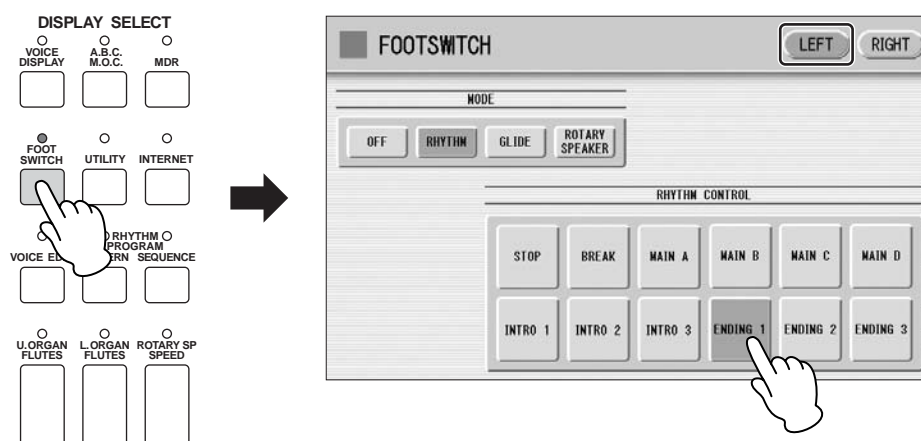 DISPLAY SELECT
VOICE DISPLAY
A.B.C. M.O.C.
MDR
FOOT SWITCH
UTILITY
INTERNET
RHYTHM PROGRAM
VOICE
SEQUENCE
U.ORGAN FLUTES
L.ORGAN FLUTES
ROTARY SP SPEED
FOOTSWITCH
LEFT
RIGHT
MODE
OFF
RHYTHM
GLIDE
ROTARY SPEAKER
RHYTHM CONTROL
STOP
BREAK
MAIN A
MAIN B
MAIN C
MAIN D
INTRO 1
INTRO 2
INTRO 3
ENDING 1
ENDING 2
ENDING 3